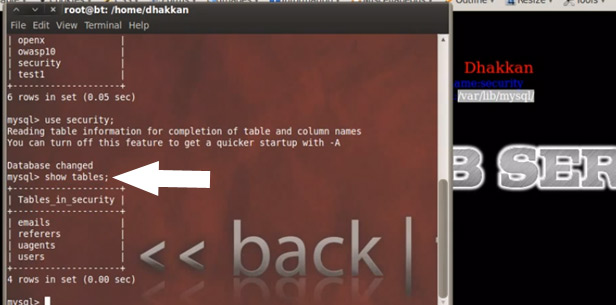 root@bt: /home/dhakkan
File Edit View Terminal Help
| openx |
| owasp10 |
| security |
| test1 |
+--------------------+
6 rows in set (0.05 sec)
mysql> use security;
Reading table information for completion of table and column names
You can turn off this feature to get a quicker startup with -A
Database changed
mysql> show tables;
+--------------------+
| Tables_in_security |
+--------------------+
| emails |
| referers |
| uagents |
| users |
+--------------------+
4 rows in set (0.00 sec)
mysql>
<< back |
Outline
Resize
Tools
Dhakkan
ame:security
/var/lib/mysql/
B SER